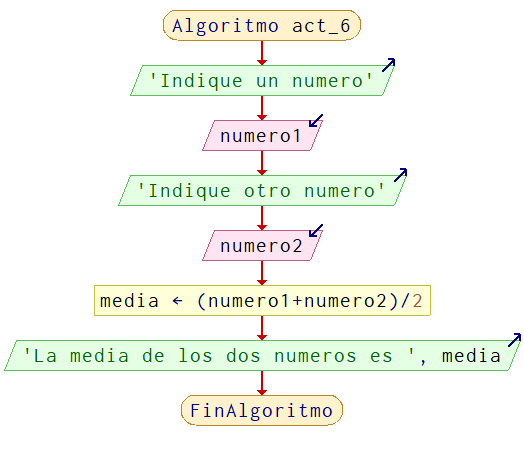 Algoritmo act_6
'Indique un numero'
numero1
'Indique otro numero'
numero2
media ← (numero1+numero2)/2
'La media de los dos numeros es ', media
FinAlgoritmo